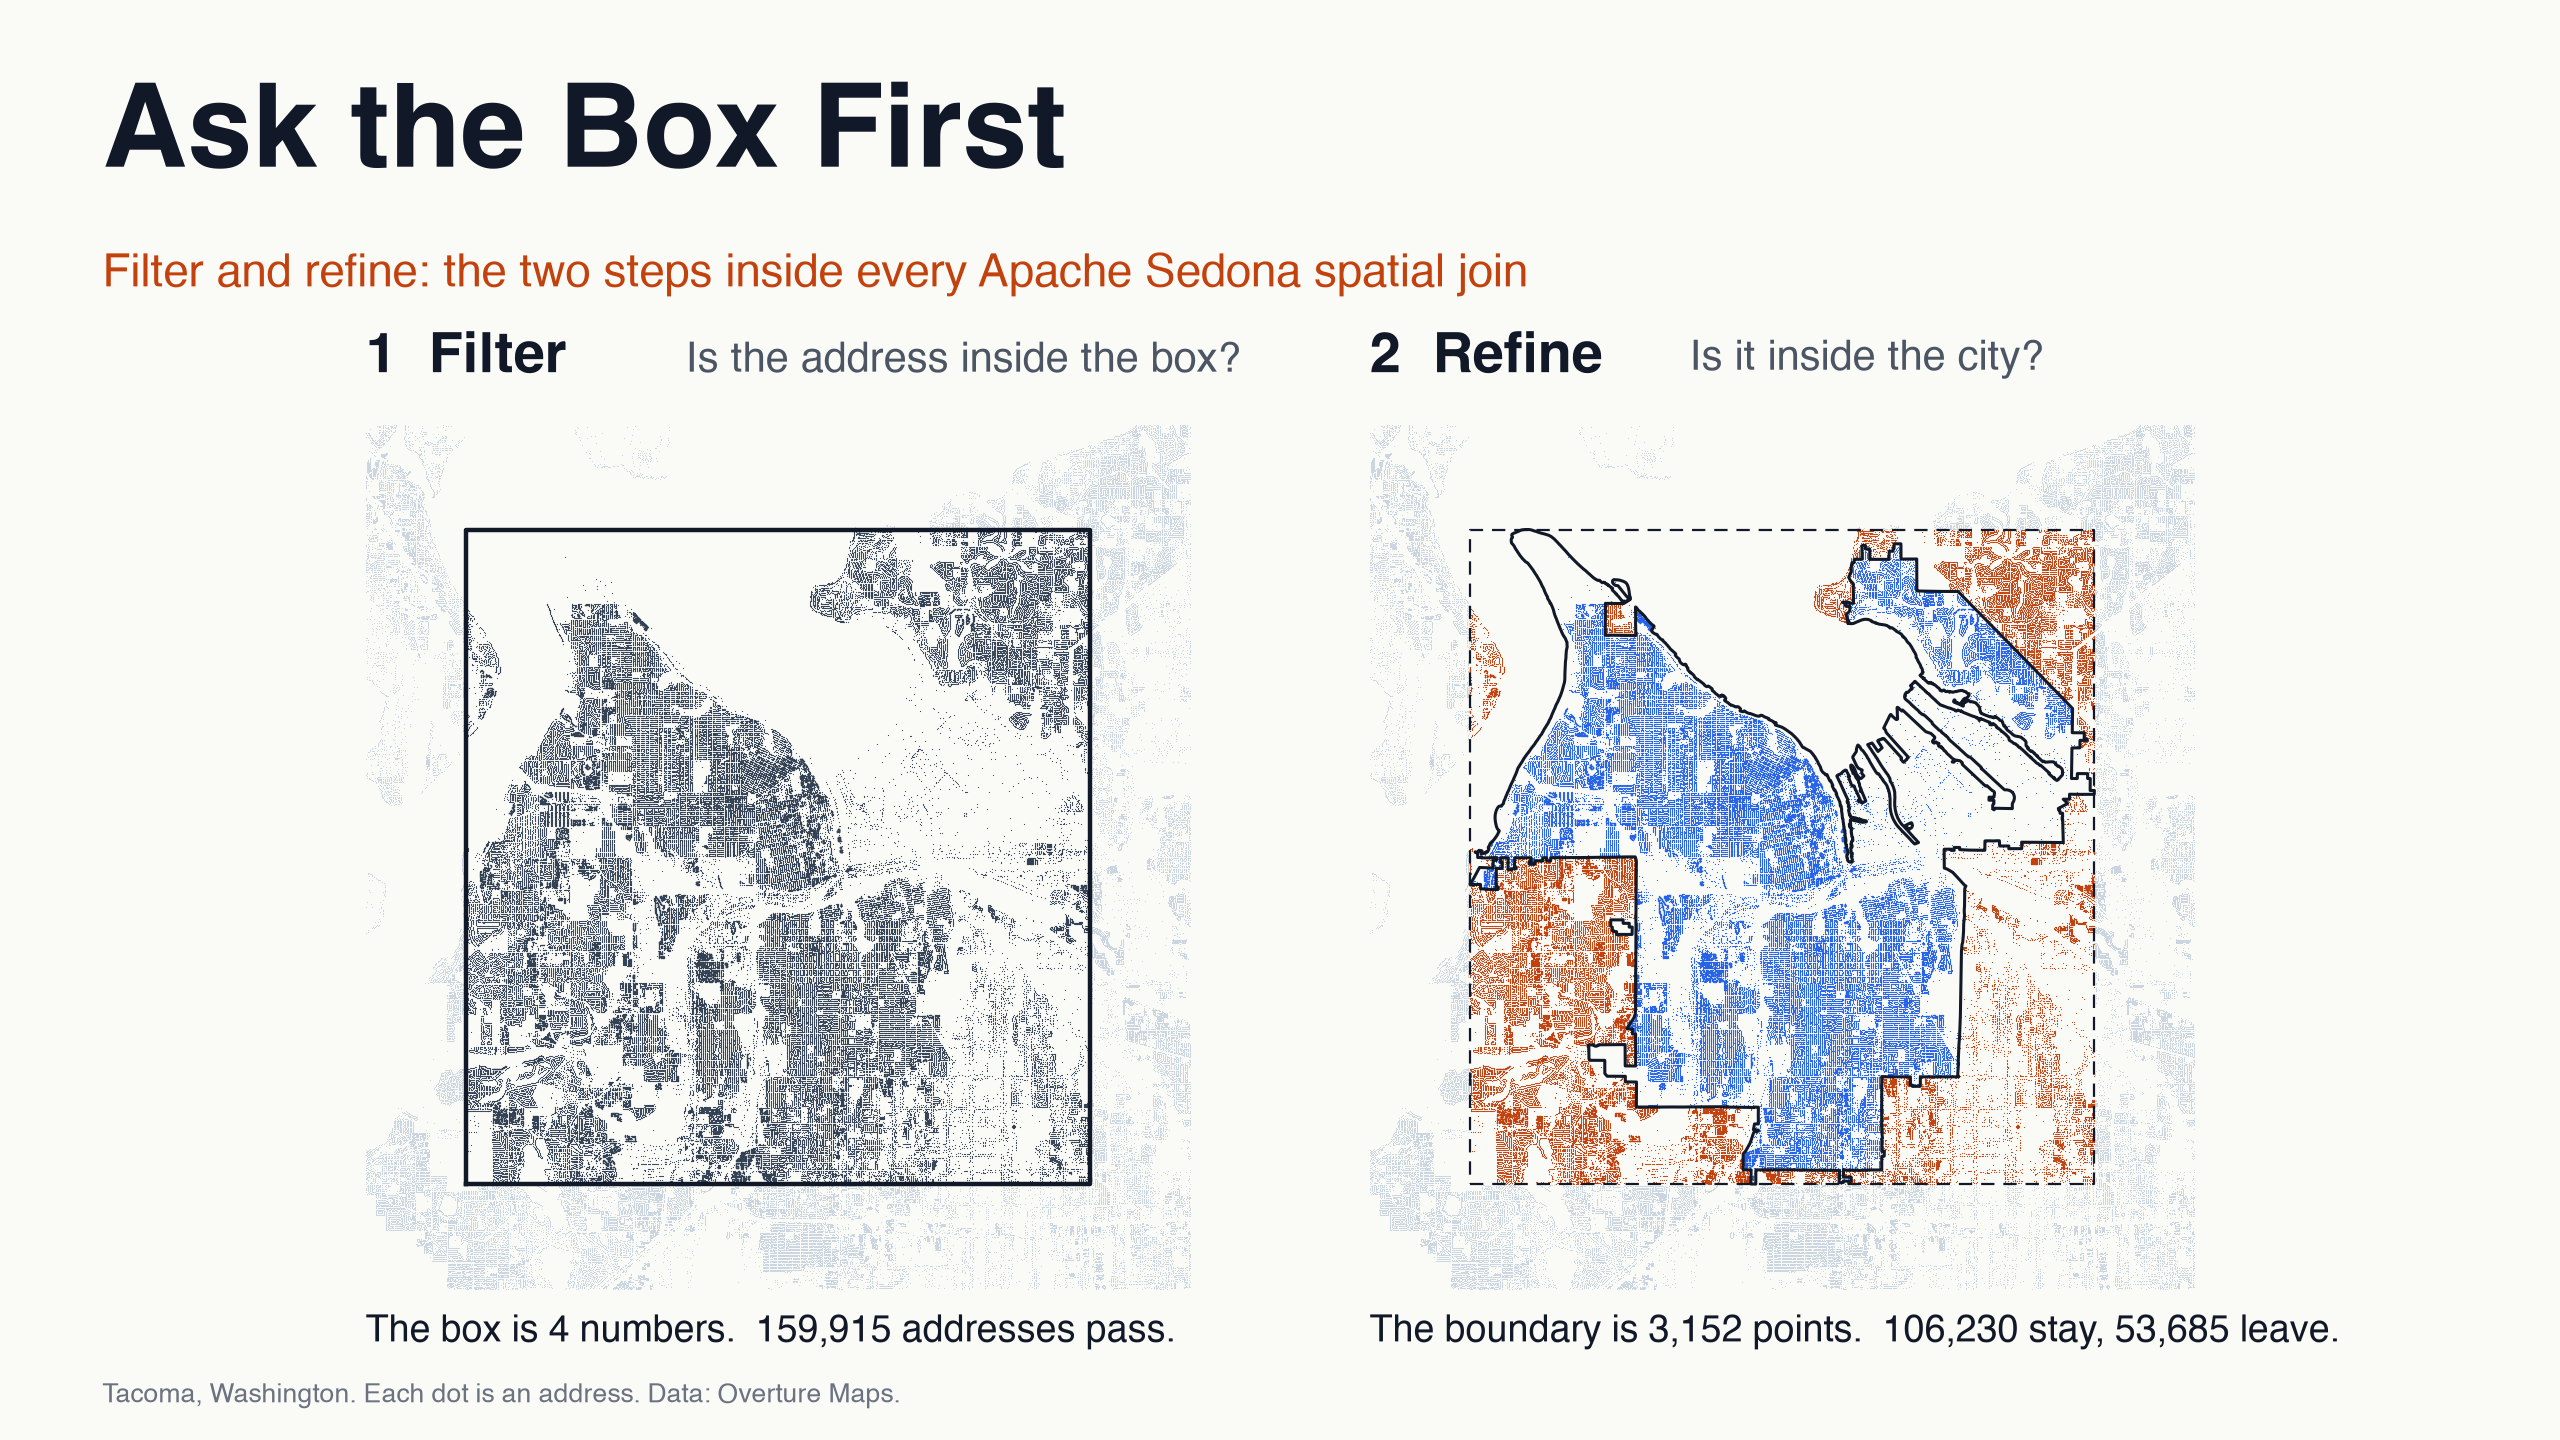 Ask the Box First
Filter and refine: the two steps inside every Apache Sedona spatial join
1 Filter Is the address inside the box?
2 Refine Is it inside the city?
The box is 4 numbers. 159,915 addresses pass.
The boundary is 3,152 points. 106,230 stay, 53,685 leave.
Tacoma, Washington. Each dot is an address. Data: Overture Maps.